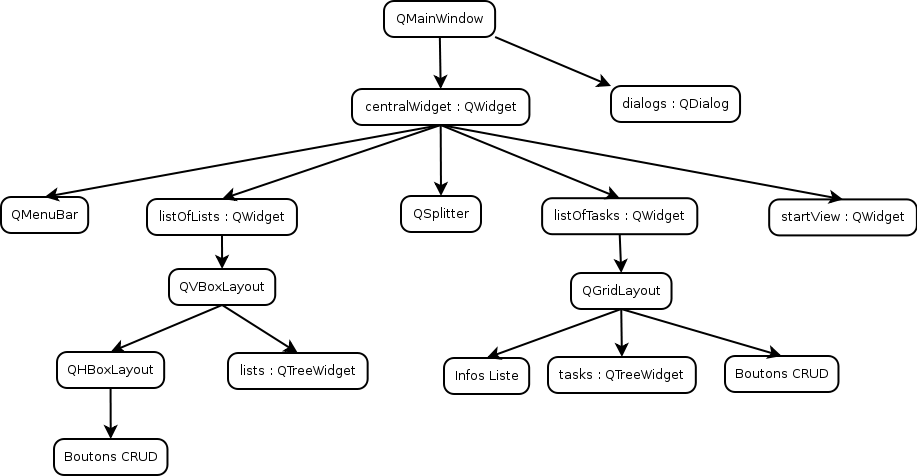 QMainWindow
centralWidget : QWidget
dialogs : QDialog
QMenuBar
listOfLists : QWidget
QSplitter
listOfTasks : QWidget
startView : QWidget
QVBoxLayout
QGridLayout
QHBoxLayout
lists : QTreeWidget
Infos Liste
tasks : QTreeWidget
Boutons CRUD
Boutons CRUD